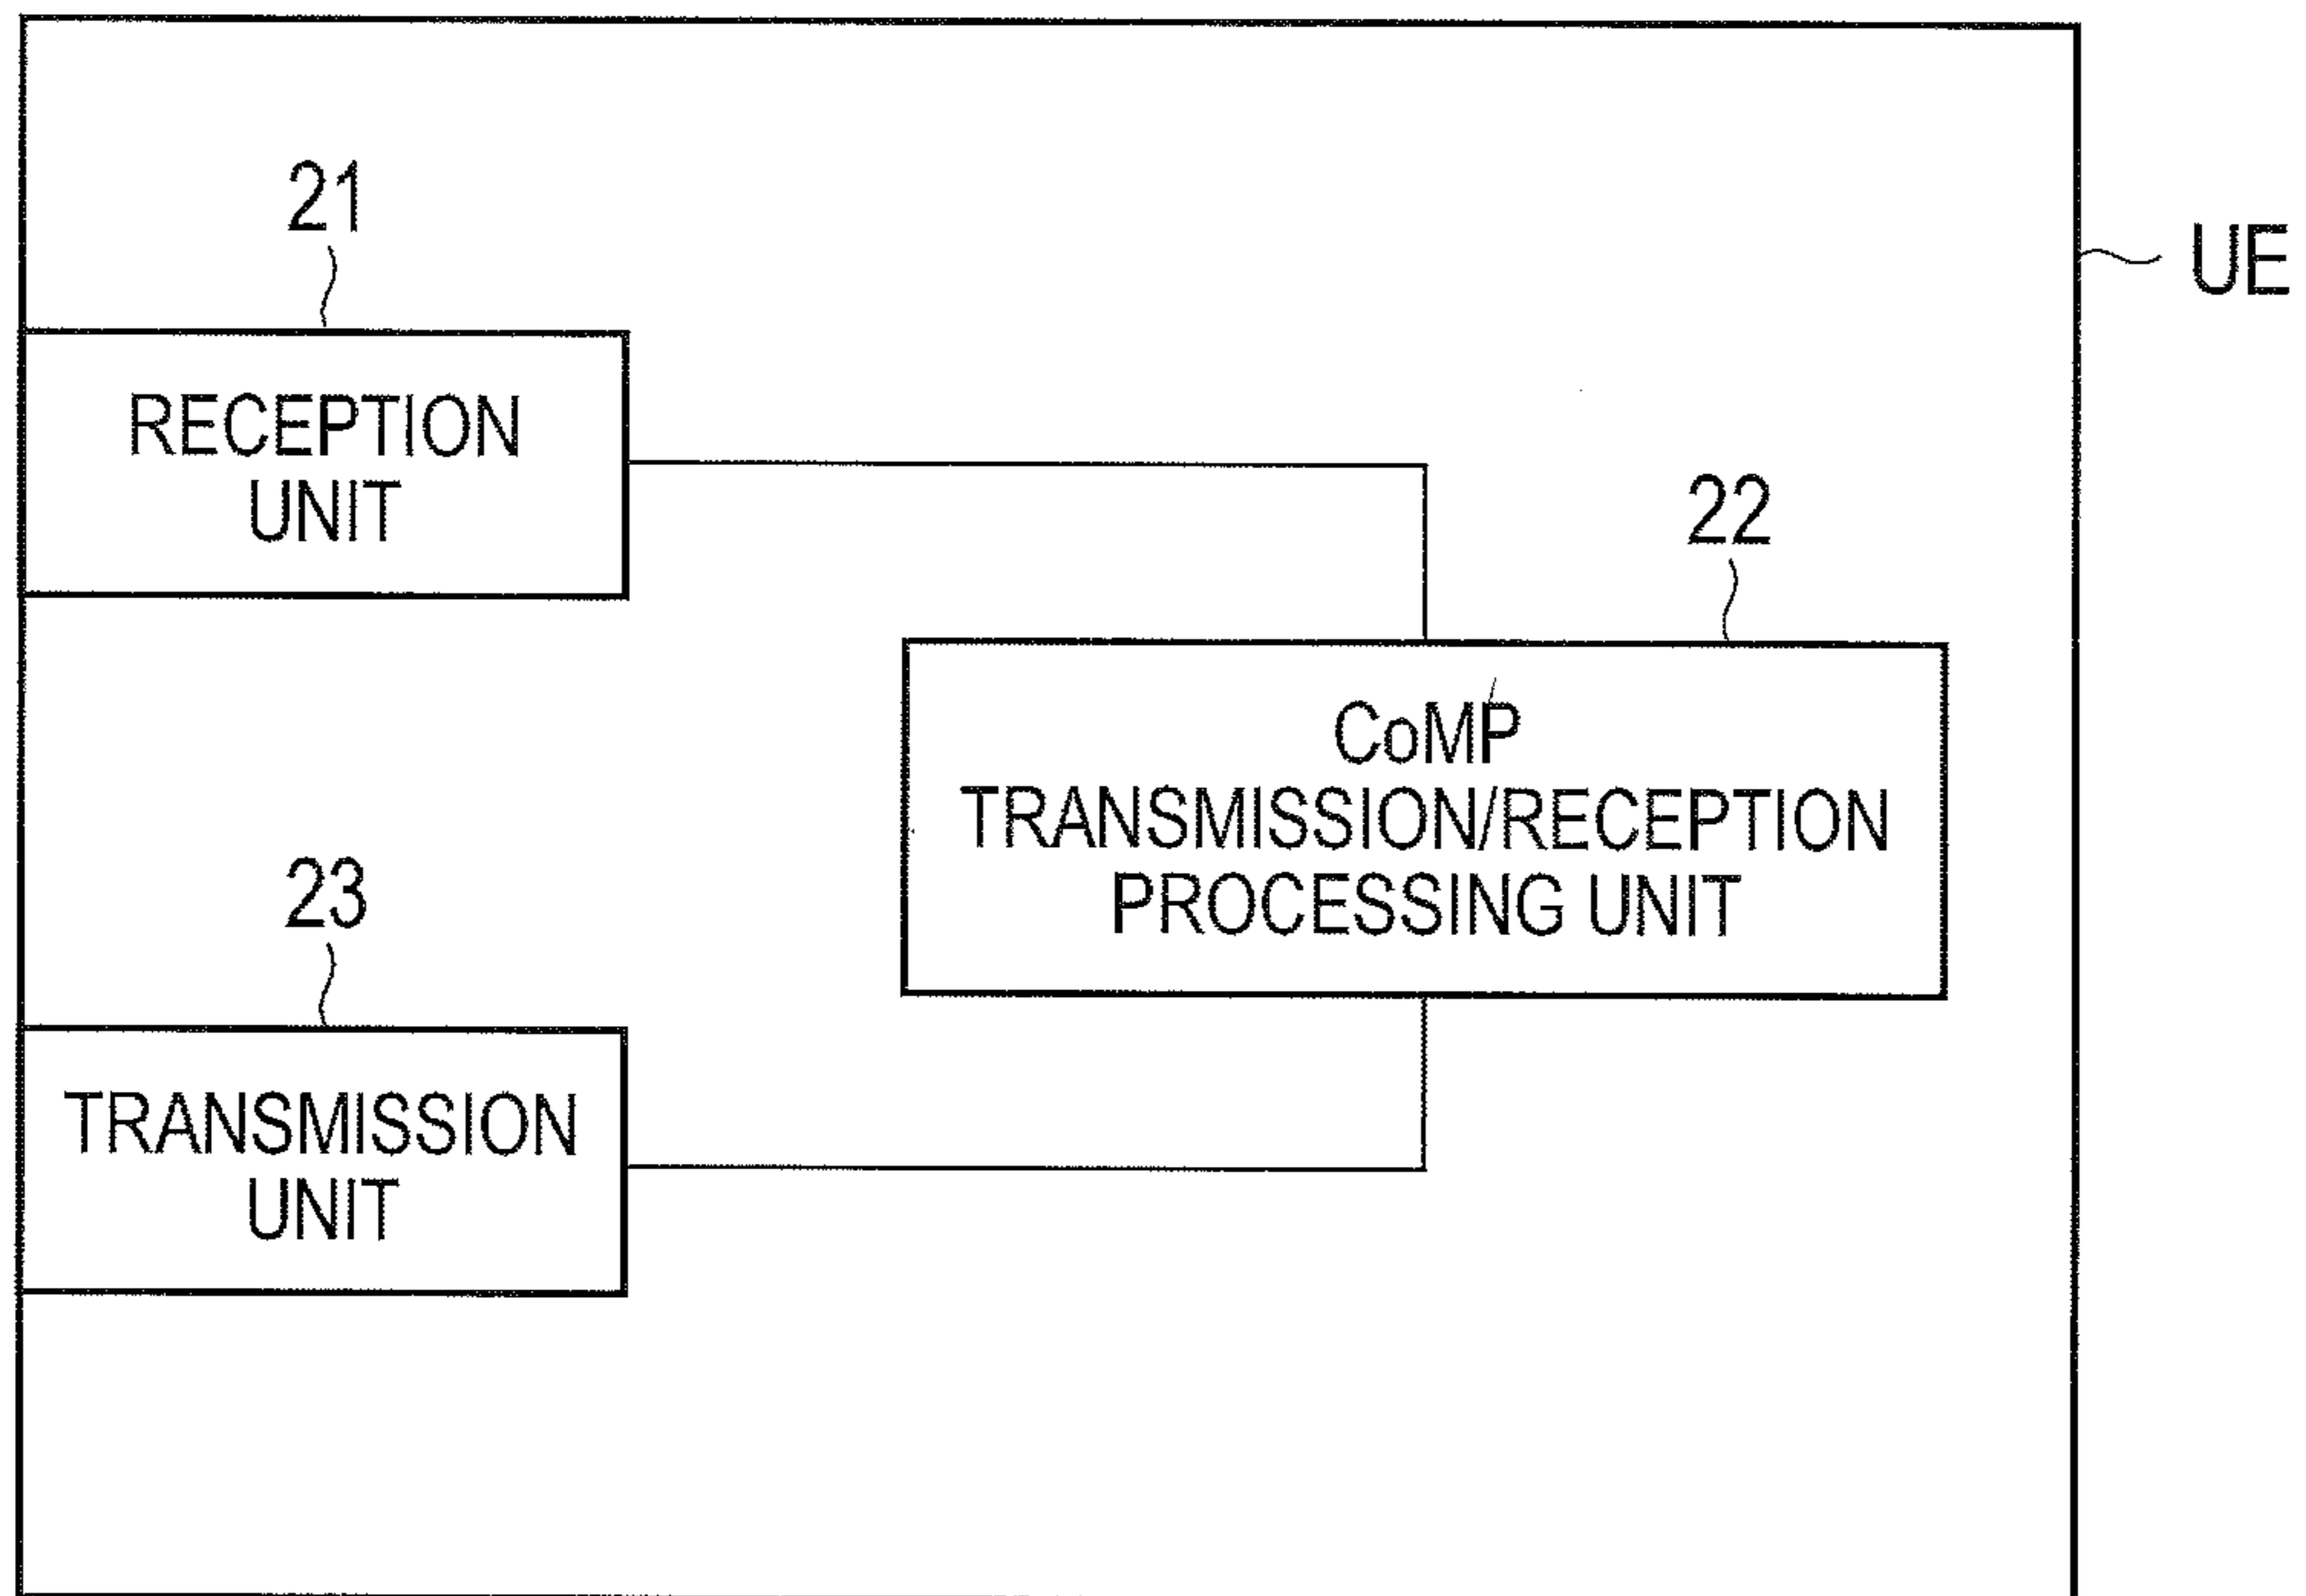 21
UE
RECEPTION
UNIT
22
CoMP
TRANSMISSION/RECEPTION
PROCESSING UNIT
23
TRANSMISSION
UNIT